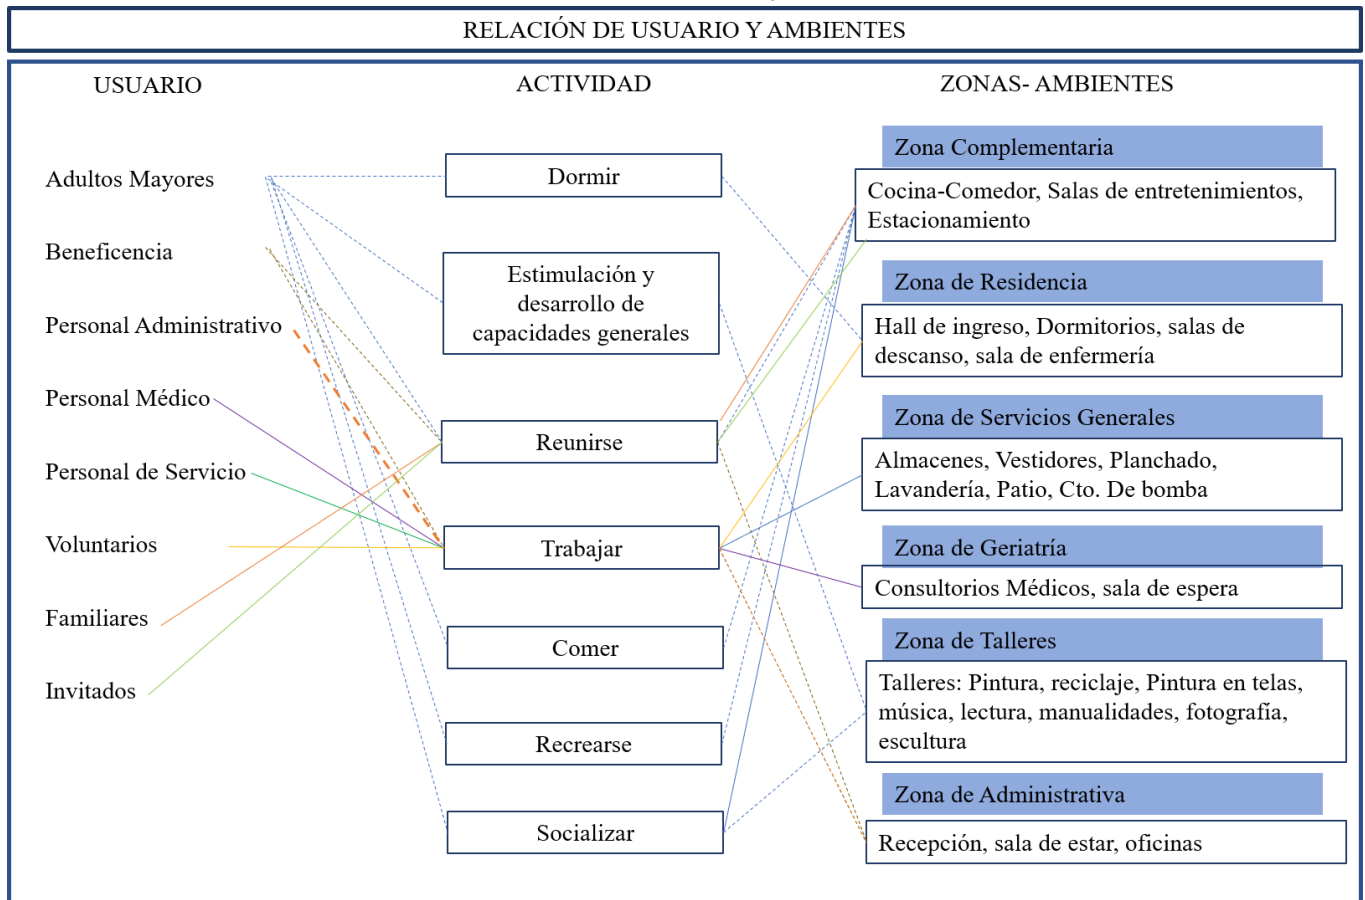 RELACIÓN DE USUARIO Y AMBIENTES
USUARIO
ACTIVIDAD
ZONAS- AMBIENTES
Adultos Mayores
Beneficencia
Personal Administrativo
Personal Médico
Personal de Servicio
Voluntarios
Familiares
Invitados
Dormir
Estimulación y
desarrollo de
capacidades generales
Reunirse
Trabajar
Comer
Recrearse
Socializar
Zona Complementaria
Cocina-Comedor, Salas de entretenimientos,
Estacionamiento
Zona de Residencia
Hall de ingreso, Dormitorios, salas de
descanso, sala de enfermería
Zona de Servicios Generales
Almacenes, Vestidores, Planchado,
Lavandería, Patio, Cto. De bomba
Zona de Geriatría
Consultorios Médicos, sala de espera
Zona de Talleres
Talleres: Pintura, reciclaje, Pintura en telas,
música, lectura, manualidades, fotografía,
escultura
Zona de Administrativa
Recepción, sala de estar, oficinas